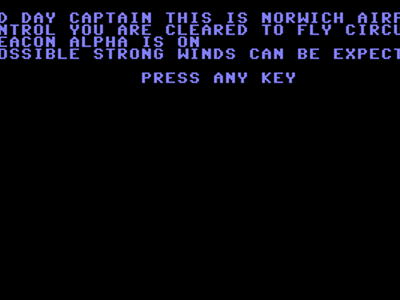 D DAY CAPTAIN THIS IS NORWICH AIRP
NTROL YOU ARE CLEARED TO FLY CIRCU
EACON ALPHA IS ON
OSSIBLE STRONG WINDS CAN BE EXPECT
PRESS ANY KEY